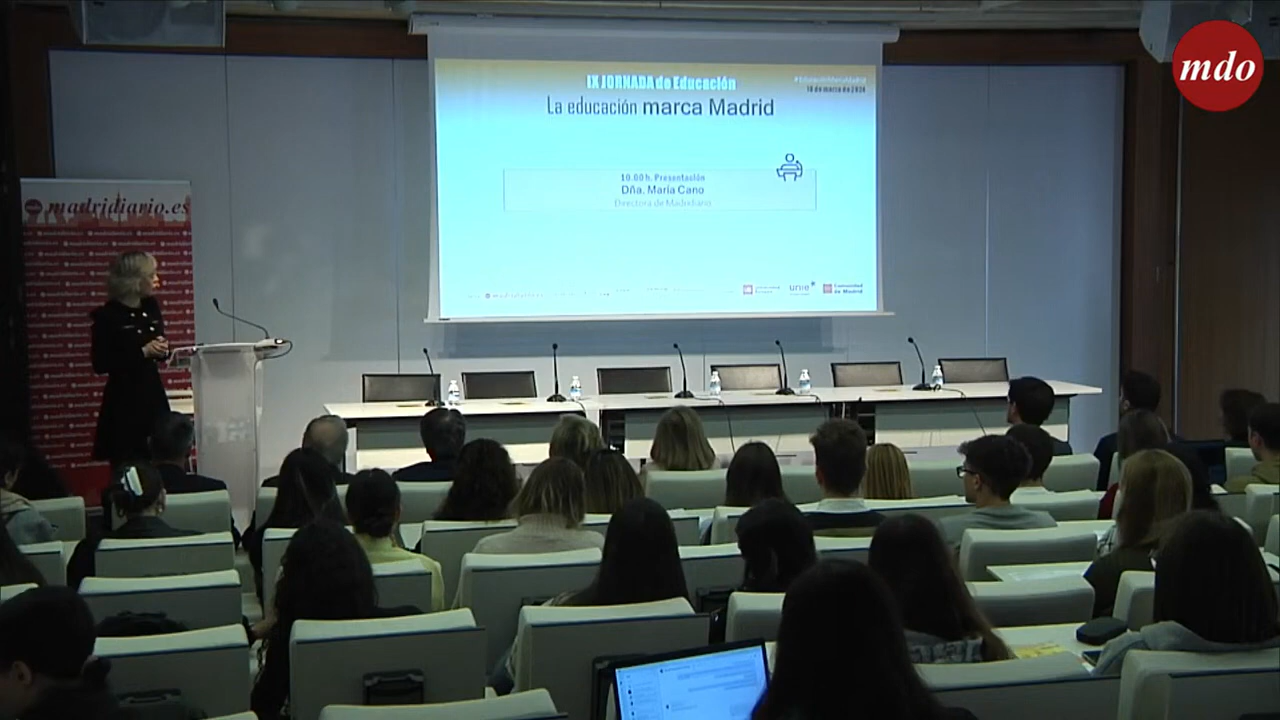 mdo
IX JORNADA de Educación
#EducaciónMarcaMadrid
La educación marca Madrid
10.00 h. Presentación
Dña. María Cano
Directora de Madridiario
madridiario.es
unie
Comunidad
de Madrid